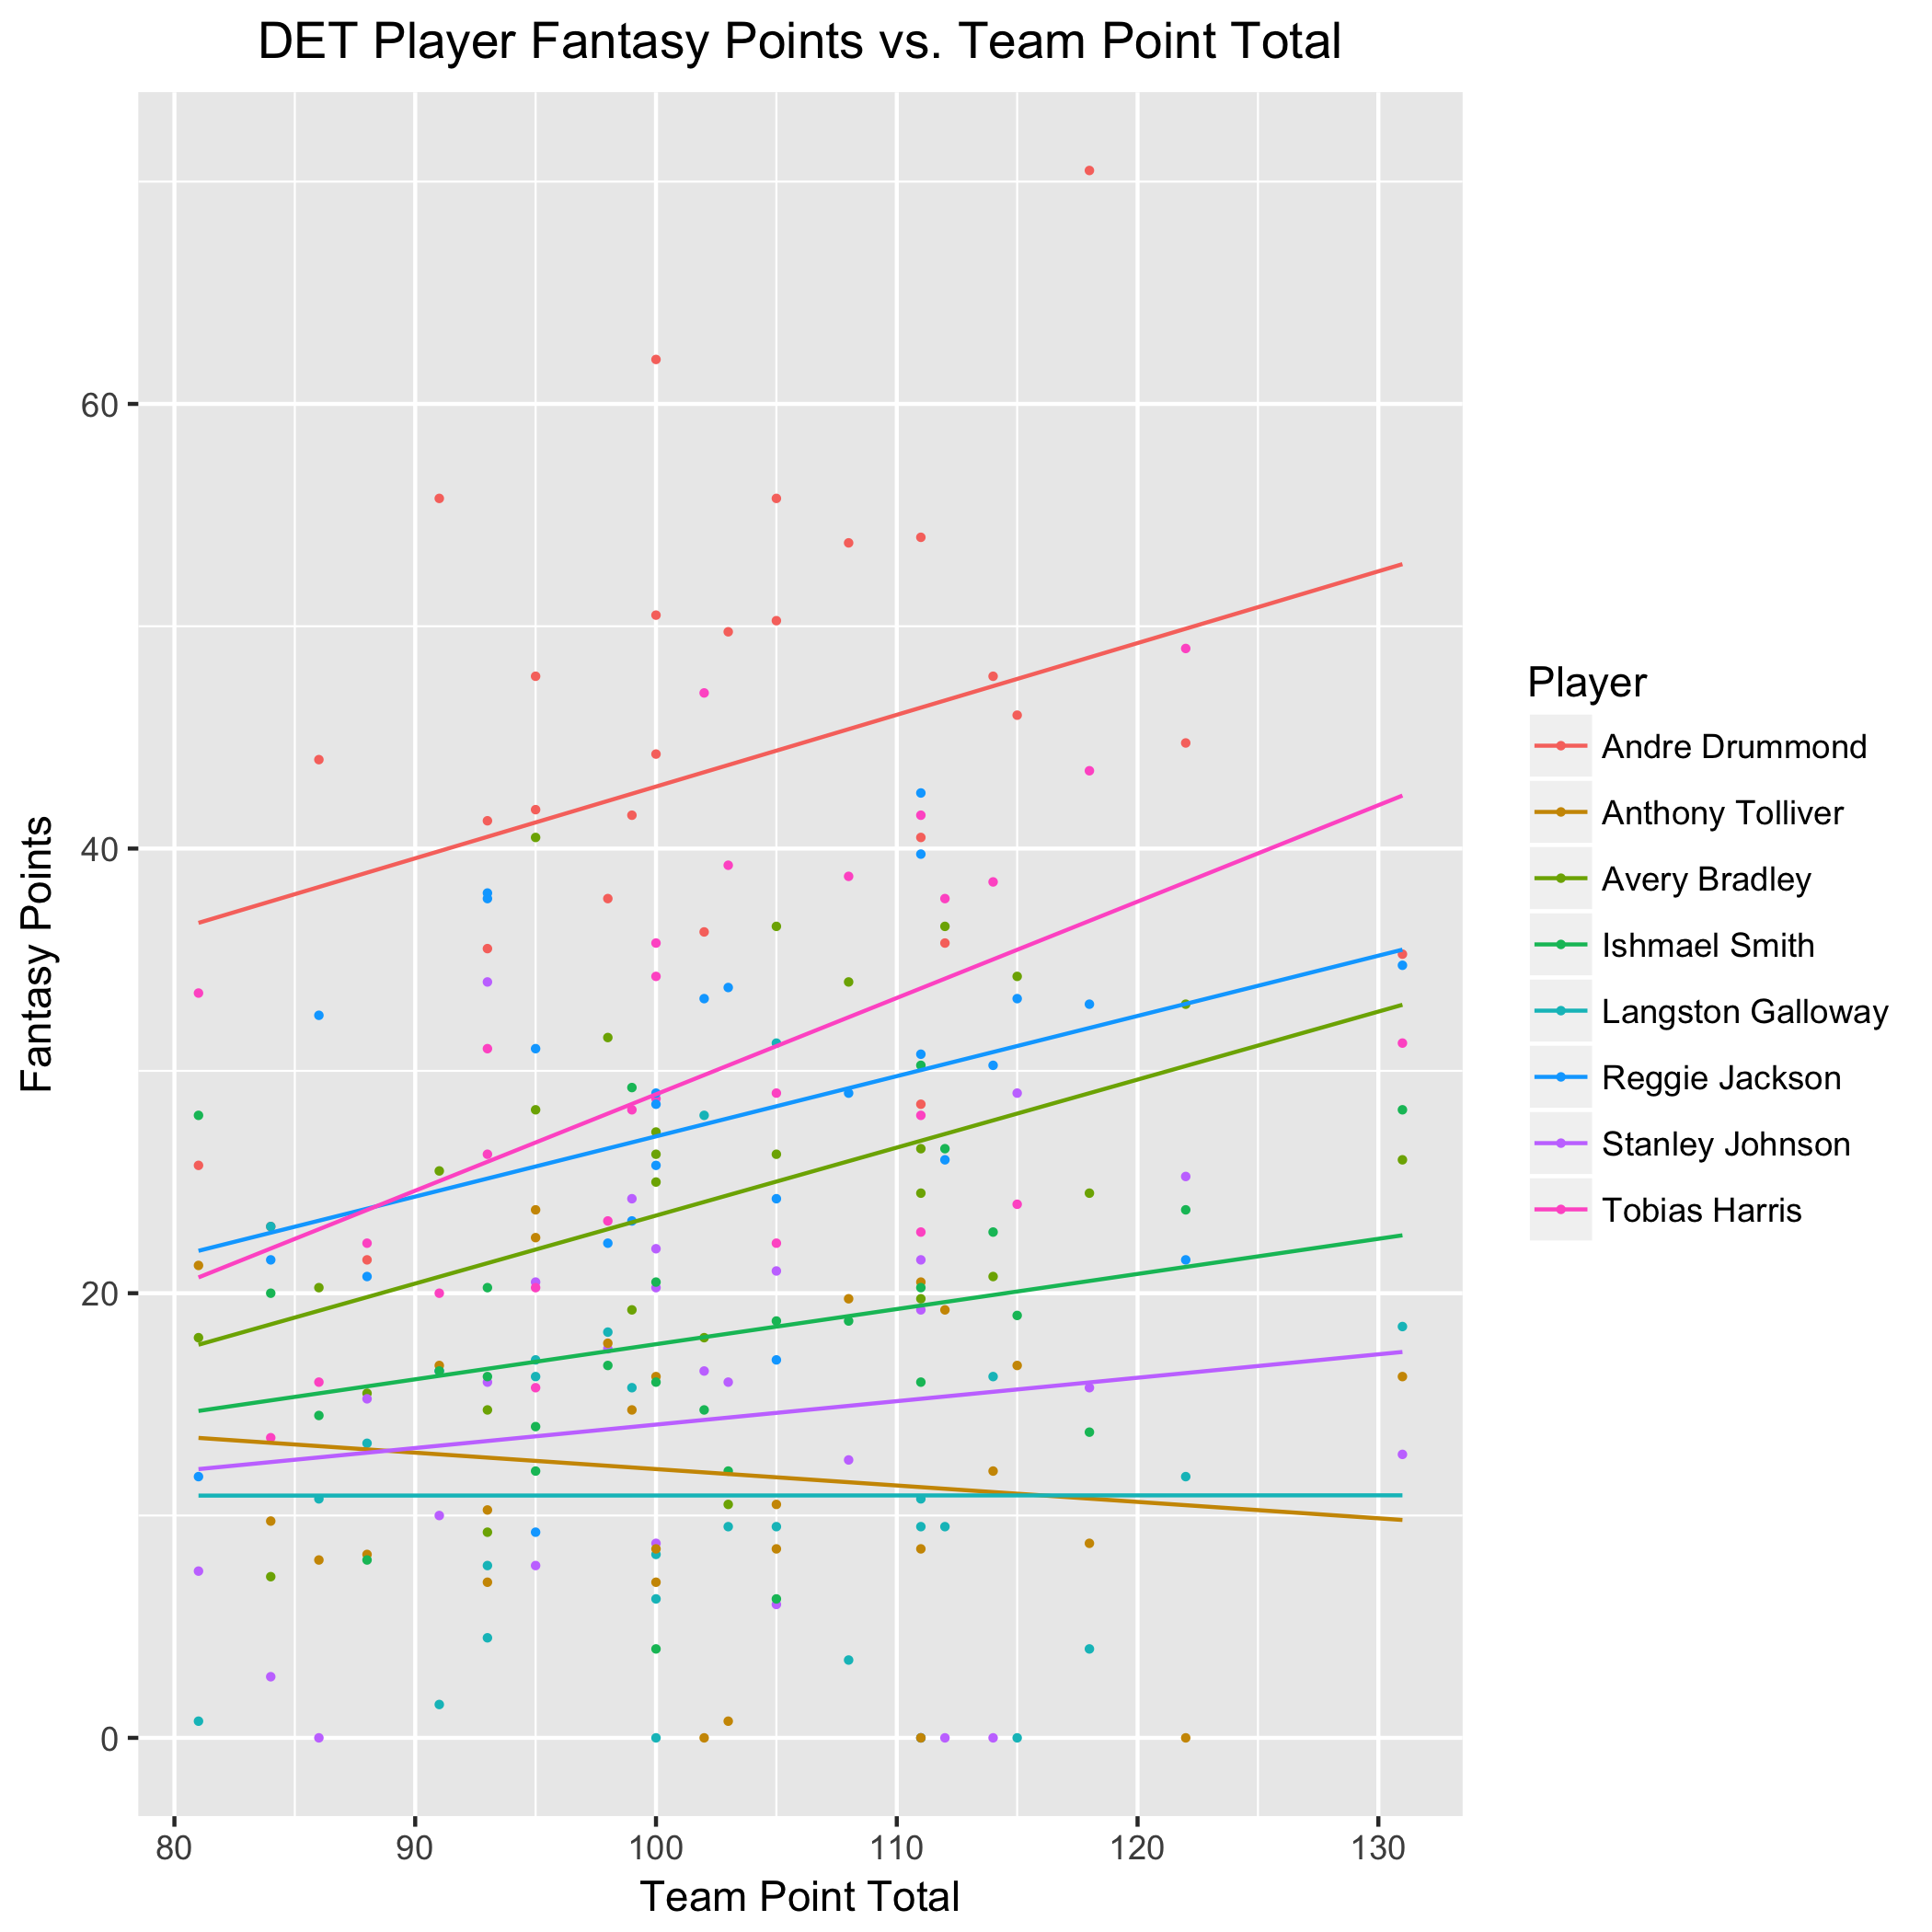 DET Player Fantasy Points vs. Team Point Total
Fantasy Points
60
40
20
0
80 90 100 110 120 130
Team Point Total
Player
Andre Drummond
Anthony Tolliver
Avery Bradley
Ishmael Smith
Langston Galloway
Reggie Jackson
Stanley Johnson
Tobias Harris